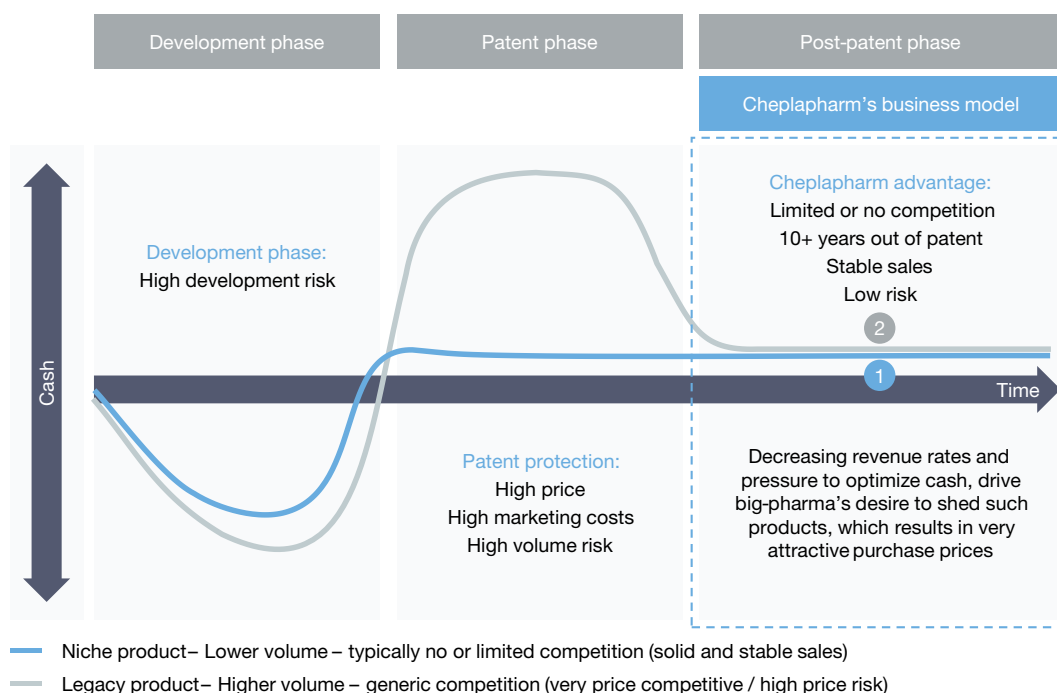 Development phase
Patent phase
Post-patent phase
Cheplapharm's business model
Cash
Development phase:
High development risk
Cheplapharm advantage:
Limited or no competition
10+ years out of patent
Stable sales
Low risk
2
1
Time
Patent protection:
High price
High marketing costs
High volume risk
Decreasing revenue rates and
pressure to optimize cash, drive
big-pharma's desire to shed such
products, which results in very
attractive purchase prices
Niche product– Lower volume – typically no or limited competition (solid and stable sales)
Legacy product– Higher volume – generic competition (very price competitive / high price risk)